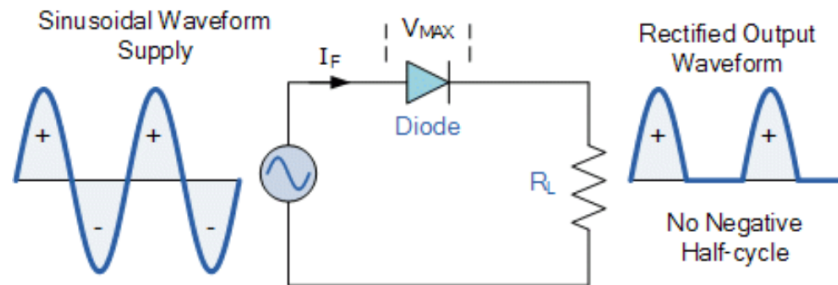 Sinusoidal Waveform
Supply
I_F
V_MAX
Rectified Output
Waveform
Diode
R_L
No Negative
Half-cycle
+
+
-
-
+
+